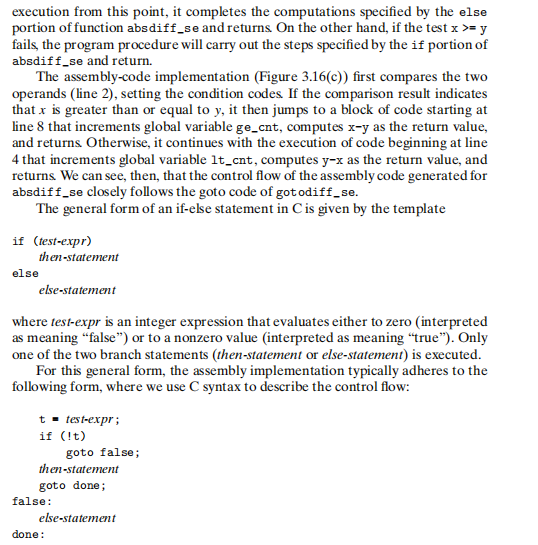 execution from this point, it completes the computations specified by the else
portion of function absdiff_se and returns. On the other hand, if the test x >= y
fails, the program procedure will carry out the steps specified by the if portion of
absdiff_se and return.
The assembly-code implementation (Figure 3.16(c)) first compares the two
operands (line 2), setting the condition codes. If the comparison result indicates
that x is greater than or equal to y, it then jumps to a block of code starting at
line 8 that increments global variable ge_cnt, computes x-y as the return value,
and returns. Otherwise, it continues with the execution of code beginning at line
4 that increments global variable lt_cnt, computes y-x as the return value, and
returns. We can see, then, that the control flow of the assembly code generated for
absdiff_se closely follows the goto code of gotodiff_se.
The general form of an if-else statement in C is given by the template
if (test-expr)
then-statement
else
else-statement
where test-expr is an integer expression that evaluates either to zero (interpreted
as meaning “false”) or to a nonzero value (interpreted as meaning “true”). Only
one of the two branch statements (then-statement or else-statement) is executed.
For this general form, the assembly implementation typically adheres to the
following form, where we use C syntax to describe the control flow:
t = test-expr;
if (!t)
goto false;
then-statement
goto done;
false:
else-statement
done: